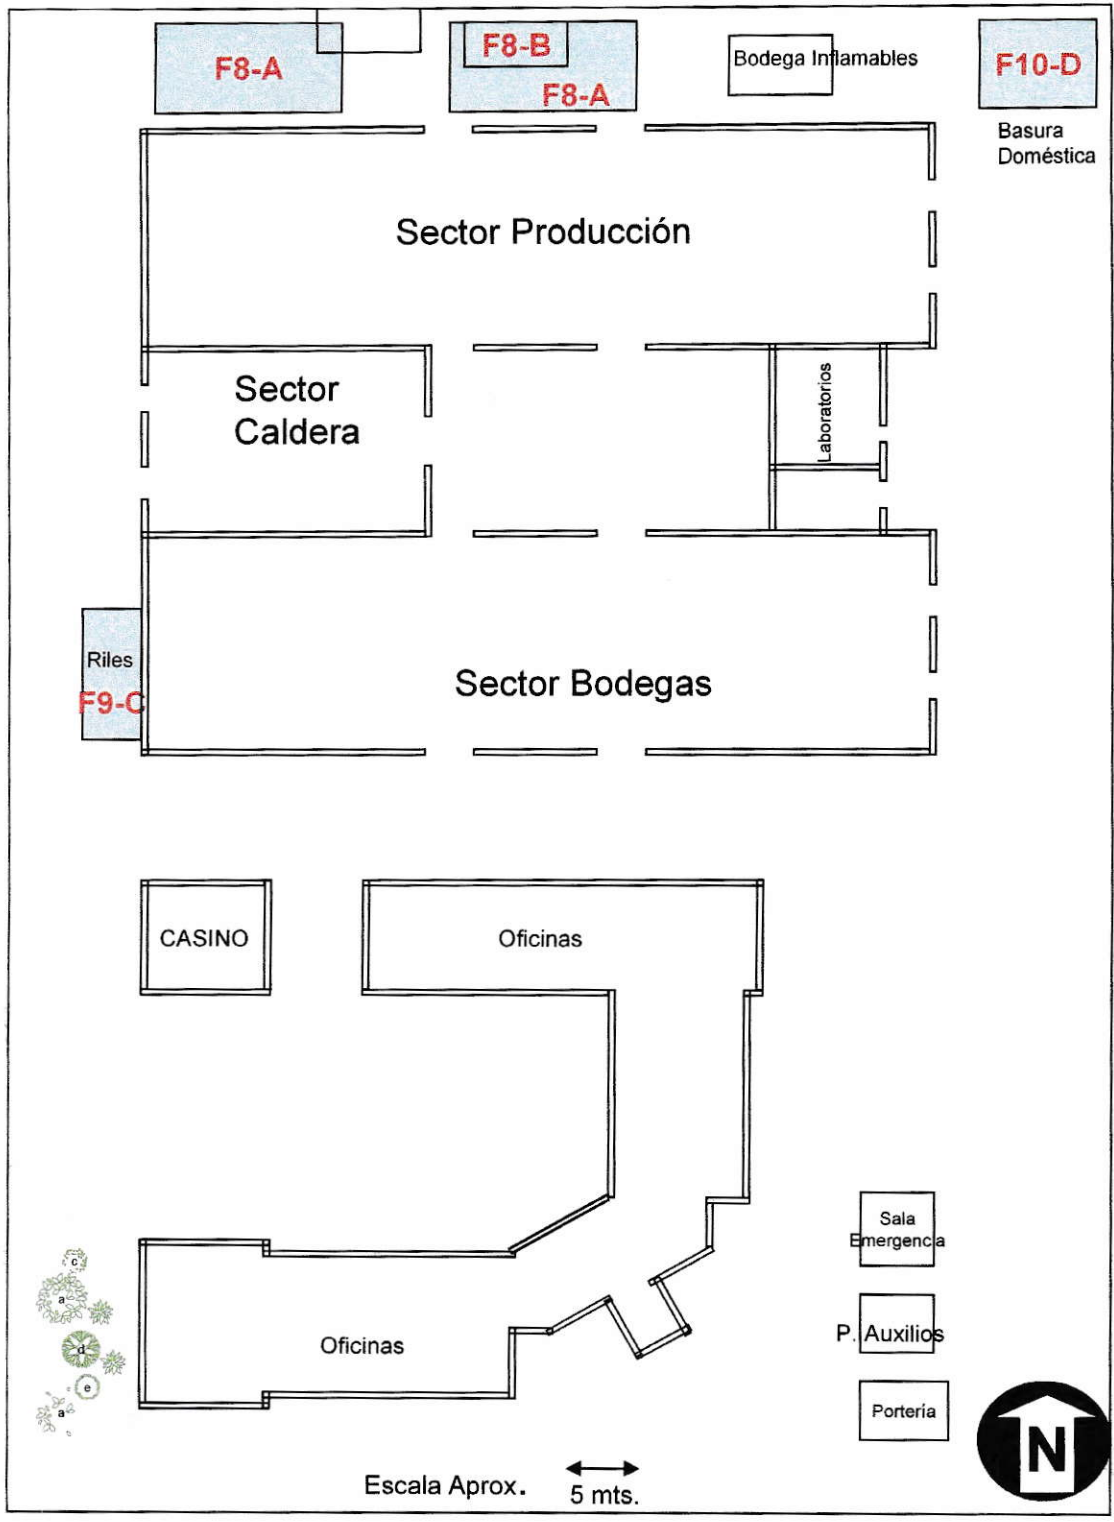 F8-A
F8-B
F8-A
Bodega Inflamables
F10-D
Basura
Doméstica
Sector Producción
Sector
Caldera
Laboratorios
Riles
F9-C
Sector Bodegas
CASINO
Oficinas
Sala
Emergencia
c
a
d
e
a
Oficinas
P. Auxilios
Portería
N
Escala Aprox.
5 mts.